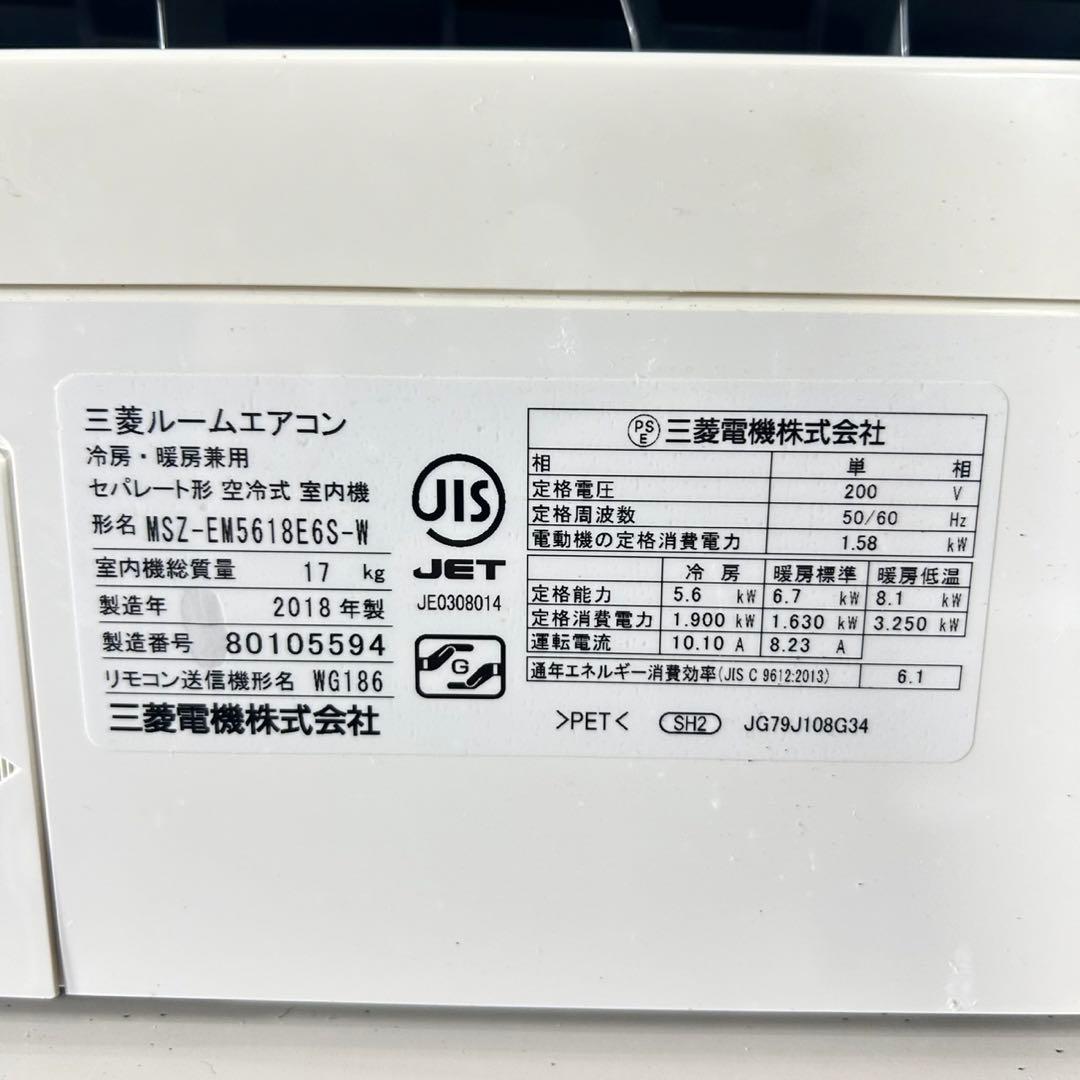 三菱ルームエアコン
冷房・暖房兼用
セパレート形 空冷式 室内機
形名 MSZ-EM5618E6S-W
室内機総質量 17 kg
製造年 2018年製
製造番号 80105594
リモコン送信機形名 WG186
三菱電機株式会社
JIS
JET
JE0308014
G
PSE 三菱電機株式会社
相 単相
定格電圧 200 V
定格周波数 50/60 Hz
電動機の定格消費電力 1.58 kW
冷房 暖房標準 暖房低温
定格能力 5.6 kW 6.7 kW 8.1 kW
定格消費電力 1.900 kW 1.630 kW 3.250 kW
運転電流 10.10 A 8.23 A
通年エネルギー消費効率(JIS C 9612:2013) 6.1
>PET< SH2 JG79J108G34